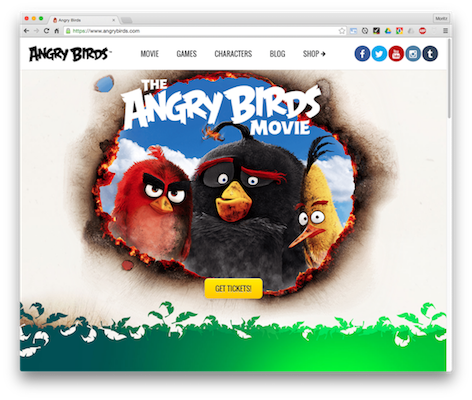 Angry Birds
Moritz
https://www.angrybirds.com
ANGRY BIRDS
MOVIE
GAMES
CHARACTERS
BLOG
SHOP
THE
ANGRY BIRDS
MOVIE
GET TICKETS!